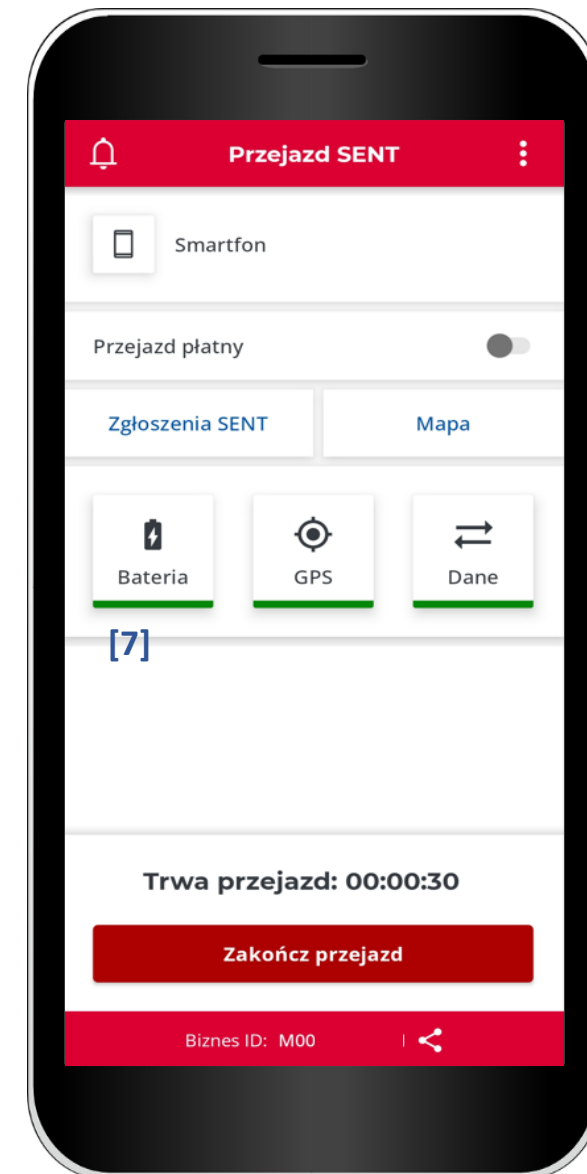 Przejazd SENT
Smartfon
Przejazd płatny
Zgłoszenia SENT Mapa
Bateria GPS Dane
[7]
Trwa przejazd: 00:00:30
Zakończ przejazd
Biznes ID: M00